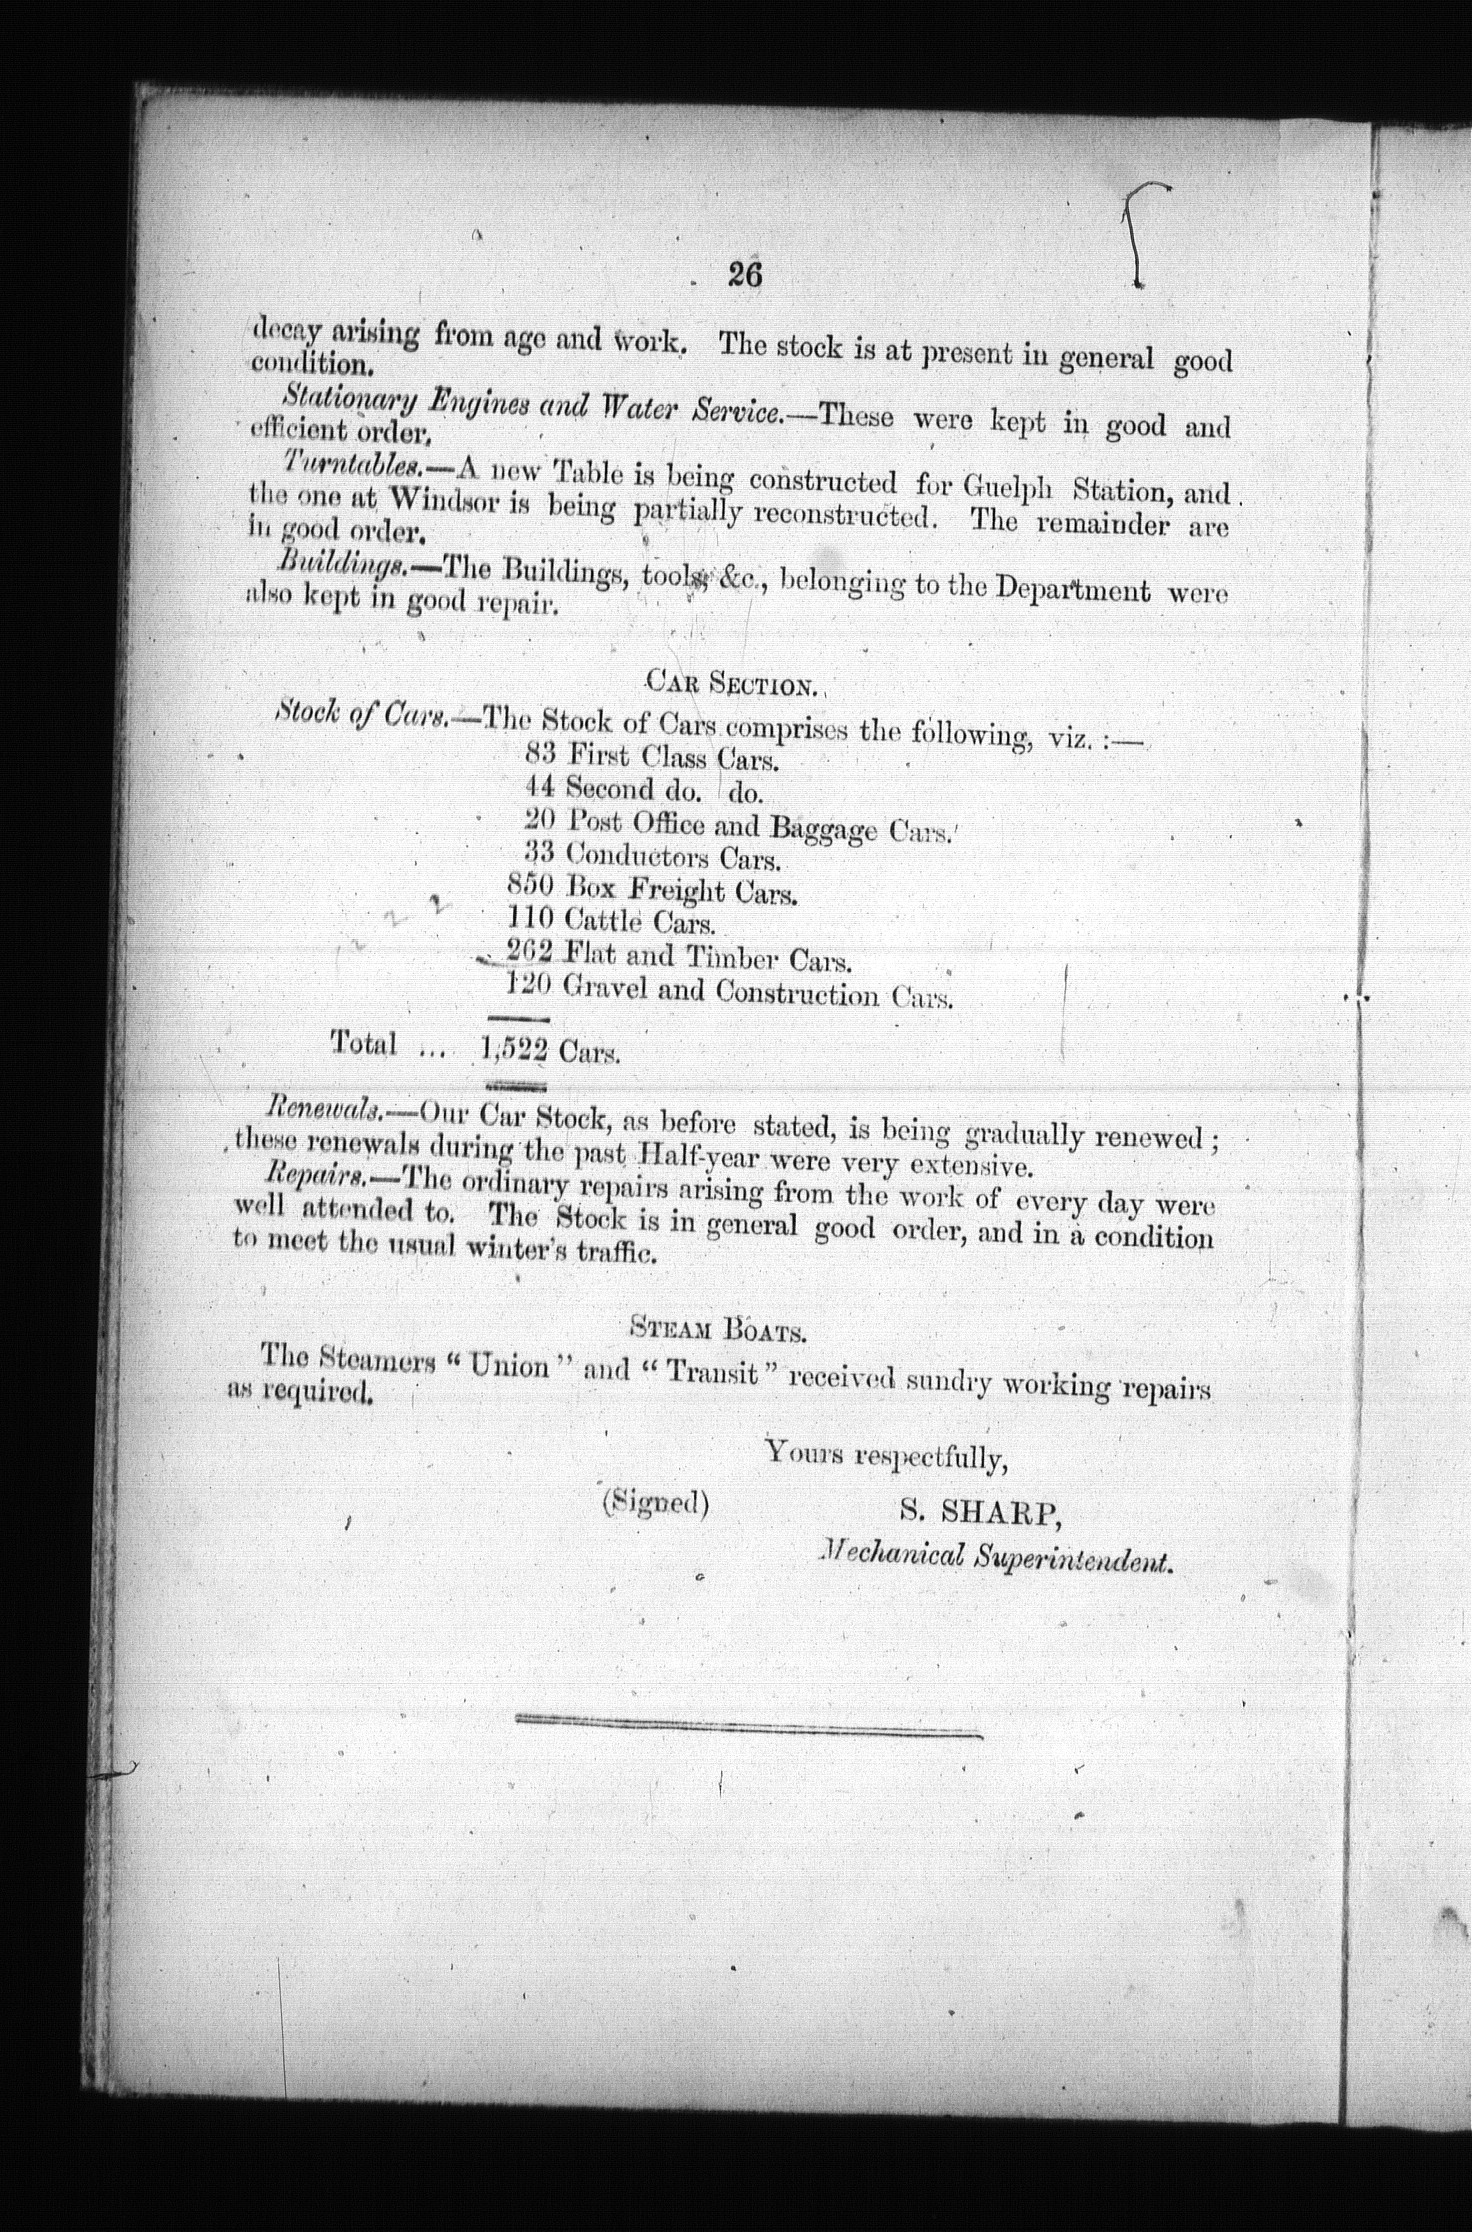 26
decay arising from age and work. The stock is at present in general good
condition.
Stationary Engines and Water Service.—These were kept in good and
efficient order.
Turntables.—A new Table is being constructed for Guelph Station, and
the one at Windsor is being partially reconstructed. The remainder are
in good order.
Buildings.—The Buildings, tools, &c., belonging to the Department were
also kept in good repair.
CAR SECTION.
Stock of Cars.—The Stock of Cars comprises the following, viz. :—
83 First Class Cars.
44 Second do. do.
20 Post Office and Baggage Cars.
33 Conductors Cars.
850 Box Freight Cars.
110 Cattle Cars.
262 Flat and Timber Cars.
120 Gravel and Construction Cars.
Total ... 1,522 Cars.
Renewals.—Our Car Stock, as before stated, is being gradually renewed ;
these renewals during the past Half-year were very extensive.
Repairs.—The ordinary repairs arising from the work of every day were
well attended to. The Stock is in general good order, and in a condition
to meet the usual winter's traffic.
STEAM BOATS.
The Steamers “ Union ” and “ Transit ” received sundry working repairs
as required.
Yours respectfully,
(Signed) S. SHARP,
Mechanical Superintendent.